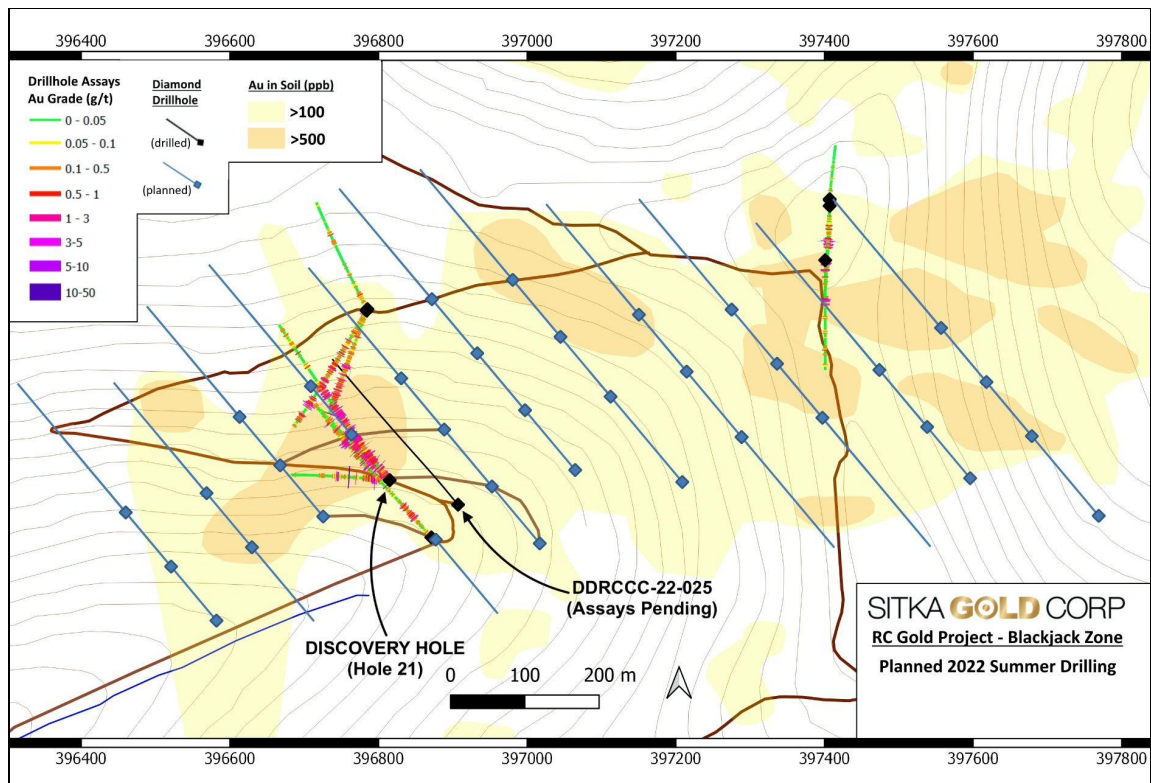 396400 396600 396800 397000 397200 397400 397600 397800
Drillhole Assays
Au Grade (g/t)
0 - 0.05
0.05 - 0.1
0.1 - 0.5
0.5 - 1
1 - 3
3-5
5-10
10-50
Diamond
Drillhole
(drilled)
(planned)
Au in Soil (ppb)
>100
>500
DDRCCC-22-025
(Assays Pending)
DISCOVERY HOLE
(Hole 21)
0 100 200 m
SITKA GOLD CORP
RC Gold Project - Blackjack Zone
Planned 2022 Summer Drilling
396400 396600 396800 397000 397200 397400 397600 397800